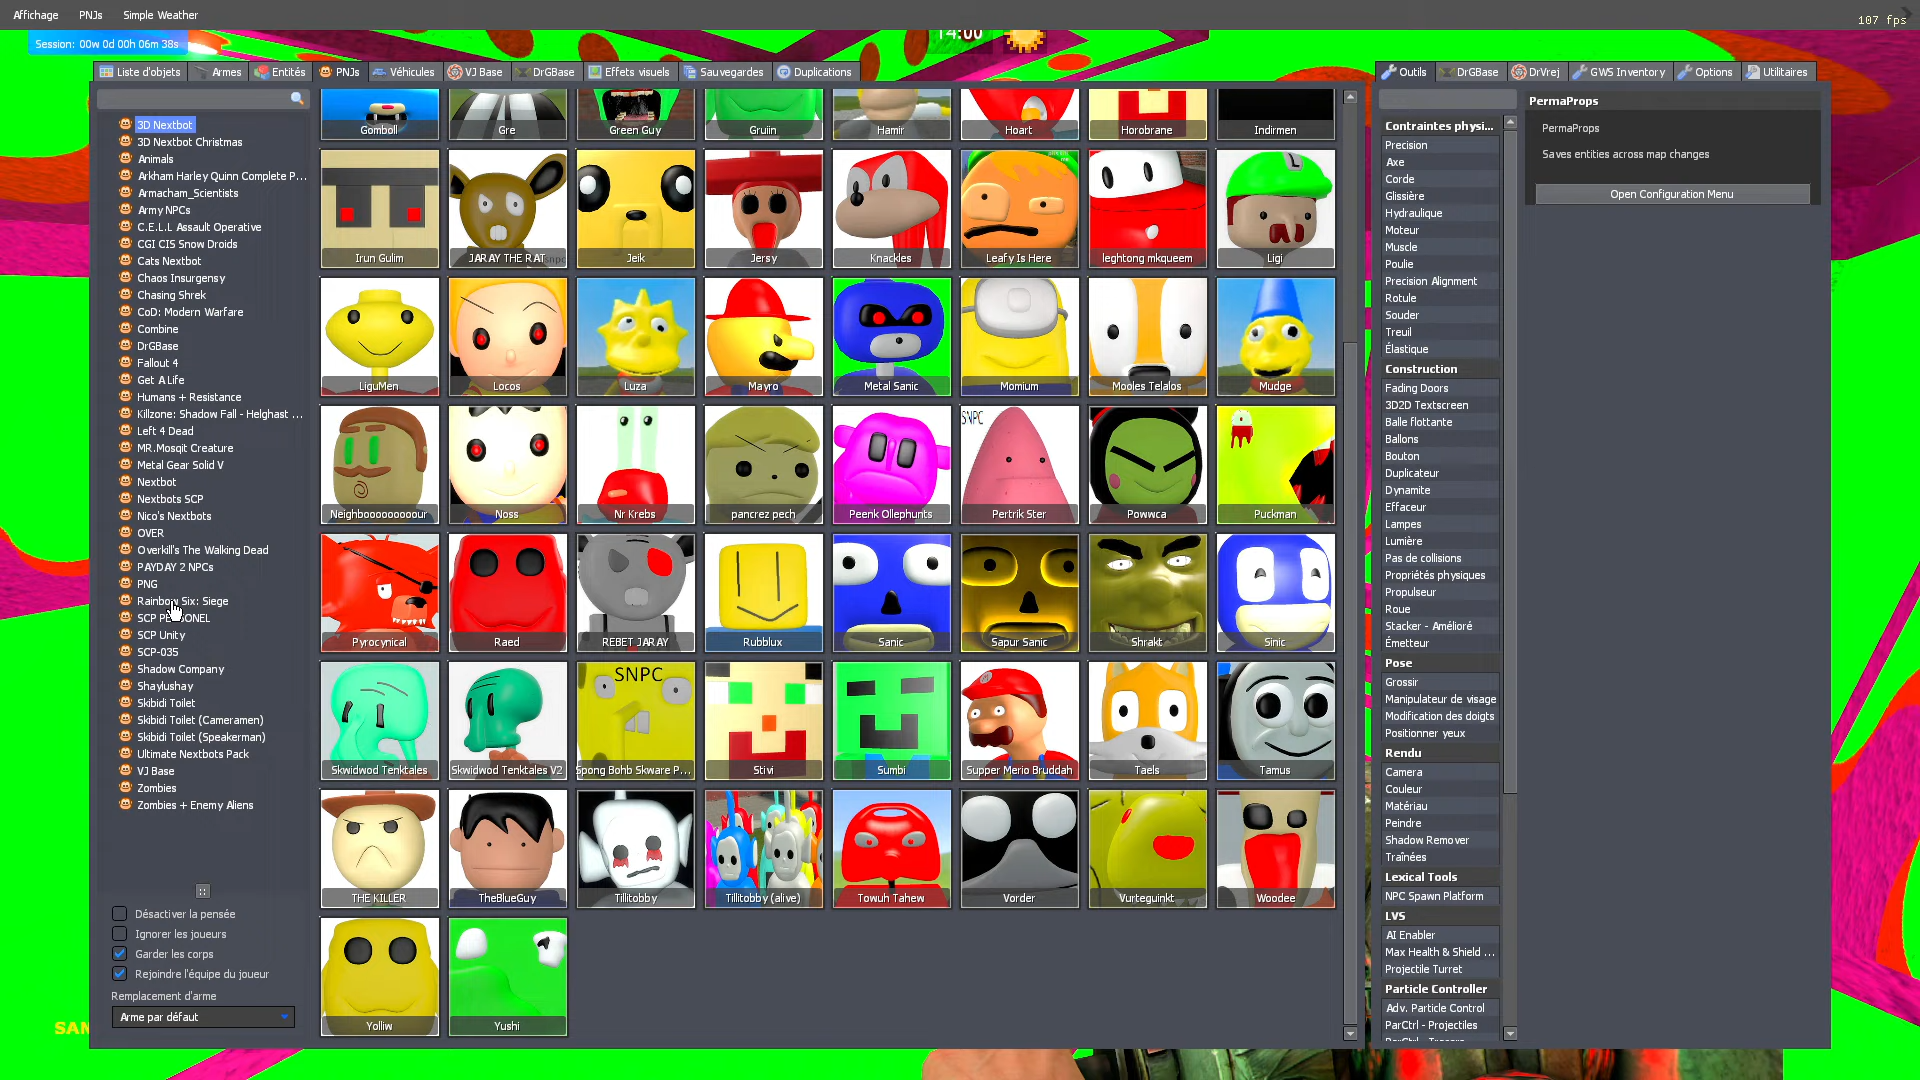 Affichage PNJs Simple Weather
107 fps
Session: 00w 0d 00h 06m 38s
14:00
Liste d'objets Armes Entités PNJs Véhicules VJ Base DrGBase Effets visuels Sauvegardes Duplications
Outils DrGBase DrVrej GWS Inventory Options Utilitaires
3D Nextbot
3D Nextbot Christmas
Animals
Arkham Harley Quinn Complete P...
Armacham_Scientists
Army NPCs
C.E.L.L Assault Operative
CGI CIS Snow Droids
Cats Nextbot
Chaos Insurgensy
Chasing Shrek
CoD: Modern Warfare
Combine
DrGBase
Fallout 4
Get A Life
Humans + Resistance
Killzone: Shadow Fall - Helghast ...
Left 4 Dead
MR.Mosqit Creature
Metal Gear Solid V
Nextbot
Nextbots SCP
Nico's Nextbots
OVER
Overkill's The Walking Dead
PAYDAY 2 NPCs
PNG
Rainbow Six: Siege
SCP Unity
SCP-035
Shadow Company
Shaylushay
Skibidi Toilet
Skibidi Toilet (Cameramen)
Skibidi Toilet (Speakerman)
Ultimate Nextbots Pack
VJ Base
Zombies
Zombies + Enemy Aliens
Désactiver la pensée
Ignorer les joueurs
Garder les corps
Rejoindre l'équipe du joueur
Remplacement d'arme
Arme par défaut
SAN
Gomboll Gre Green Guy Gruiin Hamir Hoart Horobrane Indirmen
Irun Gulim JARAY THE RAT snpc Jeik Jersy Knackles Leafy Is Here leghtong mkqueem L Ligi
LiguMen Locos Luza Mayro Metal Sanic Momium Mooles Telalos Mudge
SNPC
Neighboooooooooour Noss Nr Krebs pancrez pech Peenk Ollephunts Pertrik Ster Powwca Puckman
Pyrocynical Raed REBET JARAY Rubblux Sanic Sapur Sanic Shrakt Sinic
SNPC
Skwidwod Tenktales Skwidwod Tenktales V2 Spong Bohb Skware P... Stivi Sumbi Supper Merio Bruddah Taels Tamus
THE KILLER TheBlueGuy Tillitobby Tillitobby (alive) Towuh Tahew Vorder Vurteguinkt Woodee
Yolliw Yushi
Contraintes physi...
Precision
Axe
Corde
Glissière
Hydraulique
Moteur
Muscle
Poulie
Precision Alignment
Rotule
Souder
Treuil
Élastique
Construction
Fading Doors
3D2D Textscreen
Balle flottante
Ballons
Bouton
Duplicateur
Dynamite
Effaceur
Lampes
Lumière
Pas de collisions
Propriétés physiques
Propulseur
Roue
Stacker - Amélioré
Émetteur
Pose
Grossir
Manipulateur de visage
Modification des doigts
Positionner yeux
Rendu
Camera
Couleur
Matériau
Peindre
Shadow Remover
Traînées
Lexical Tools
NPC Spawn Platform
LVS
AI Enabler
Max Health & Shield ...
Projectile Turret
Particle Controller
Adv. Particle Control
ParCtrl - Projectiles
PermaProps
PermaProps
Saves entities across map changes
Open Configuration Menu